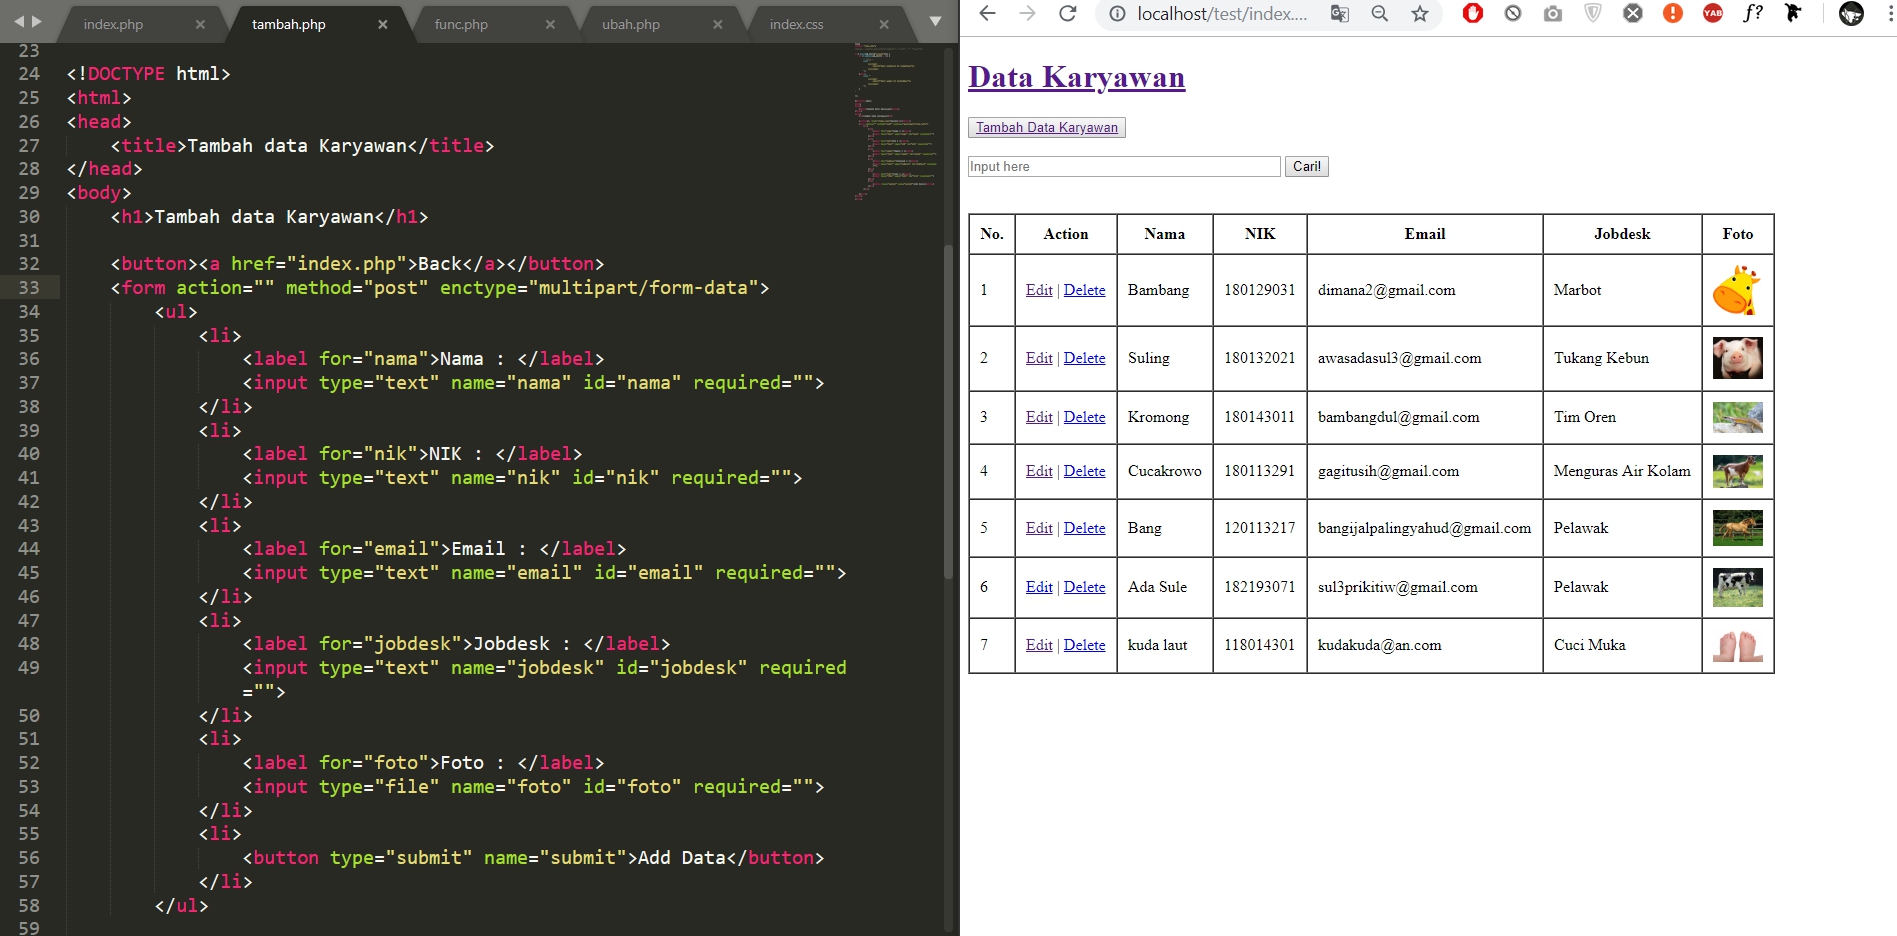 index.php × tambah.php × func.php × ubah.php × index.css ×
23
24 <!DOCTYPE html>
25 <html>
26 <head>
27 <title>Tambah data Karyawan</title>
28 </head>
29 <body>
30 <h1>Tambah data Karyawan</h1>
31
32 <button><a href="index.php">Back</a></button>
33 <form action="" method="post" enctype="multipart/form-data">
34 <ul>
35 <li>
36 <label for="nama">Nama : </label>
37 <input type="text" name="nama" id="nama" required="">
38 </li>
39 <li>
40 <label for="nik">NIK : </label>
41 <input type="text" name="nik" id="nik" required="">
42 </li>
43 <li>
44 <label for="email">Email : </label>
45 <input type="text" name="email" id="email" required="">
46 </li>
47 <li>
48 <label for="jobdesk">Jobdesk : </label>
49 <input type="text" name="jobdesk" id="jobdesk" required
="">
50 </li>
51 <li>
52 <label for="foto">Foto : </label>
53 <input type="file" name="foto" id="foto" required="">
54 </li>
55 <li>
56 <button type="submit" name="submit">Add Data</button>
57 </li>
58 </ul>
59
localhost/test/index.... YAB f?
Data Karyawan
Tambah Data Karyawan
Input here Cari!
No. Action Nama NIK Email Jobdesk Foto
1 Edit | Delete Bambang 180129031 dimana2@gmail.com Marbot
2 Edit | Delete Suling 180132021 awasadasul3@gmail.com Tukang Kebun
3 Edit | Delete Kromong 180143011 bambangdul@gmail.com Tim Oren
4 Edit | Delete Cucakrowo 180113291 gagitusih@gmail.com Menguras Air Kolam
5 Edit | Delete Bang 120113217 bangijalpalingyahud@gmail.com Pelawak
6 Edit | Delete Ada Sule 182193071 sul3prikitiw@gmail.com Pelawak
7 Edit | Delete kuda laut 118014301 kudakuda@an.com Cuci Muka